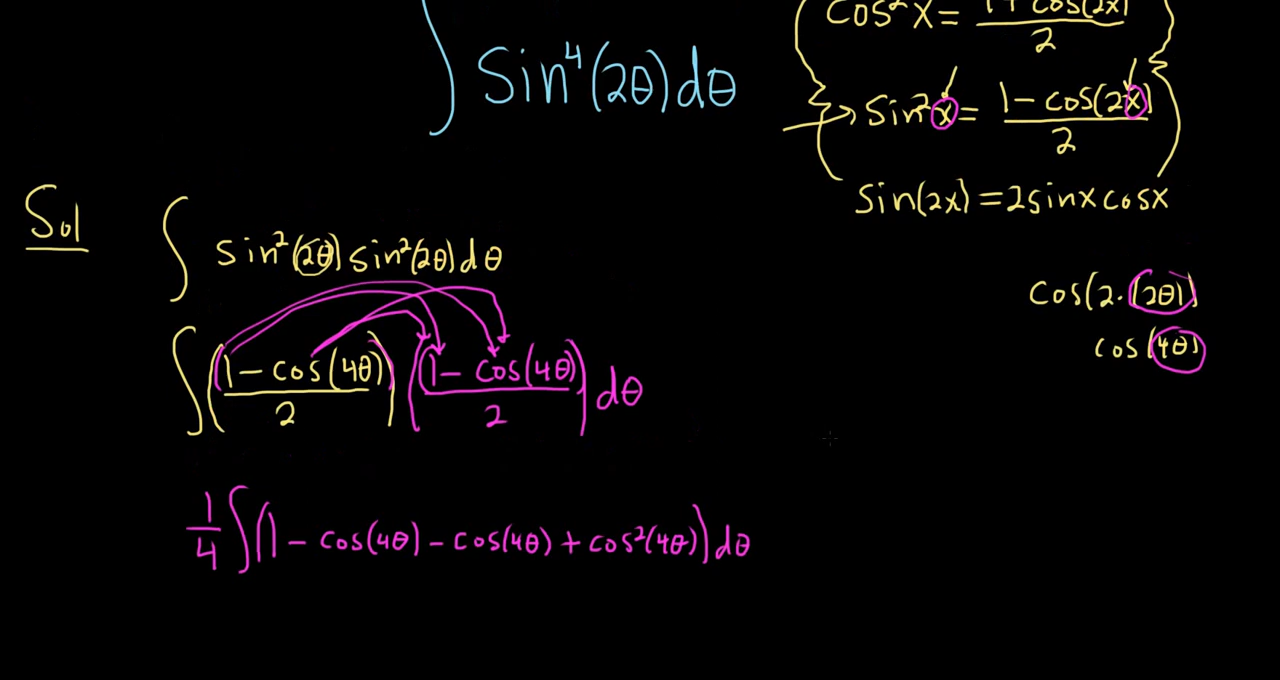 ∫ Sin⁴(2θ)dθ
cos²x = (1 + cos(2x))/2
Sin²x = (1 - cos(2x))/2
Sin(2x) = 2sinxcosx
Sol
∫ sin²(2θ)sin²(2θ)dθ
cos(2·(2θ))
cos(4θ)
∫ ((1 - cos(4θ))/2) ((1 - cos(4θ))/2) dθ
1/4 ∫(1 - cos(4θ) - cos(4θ) + cos²(4θ))dθ